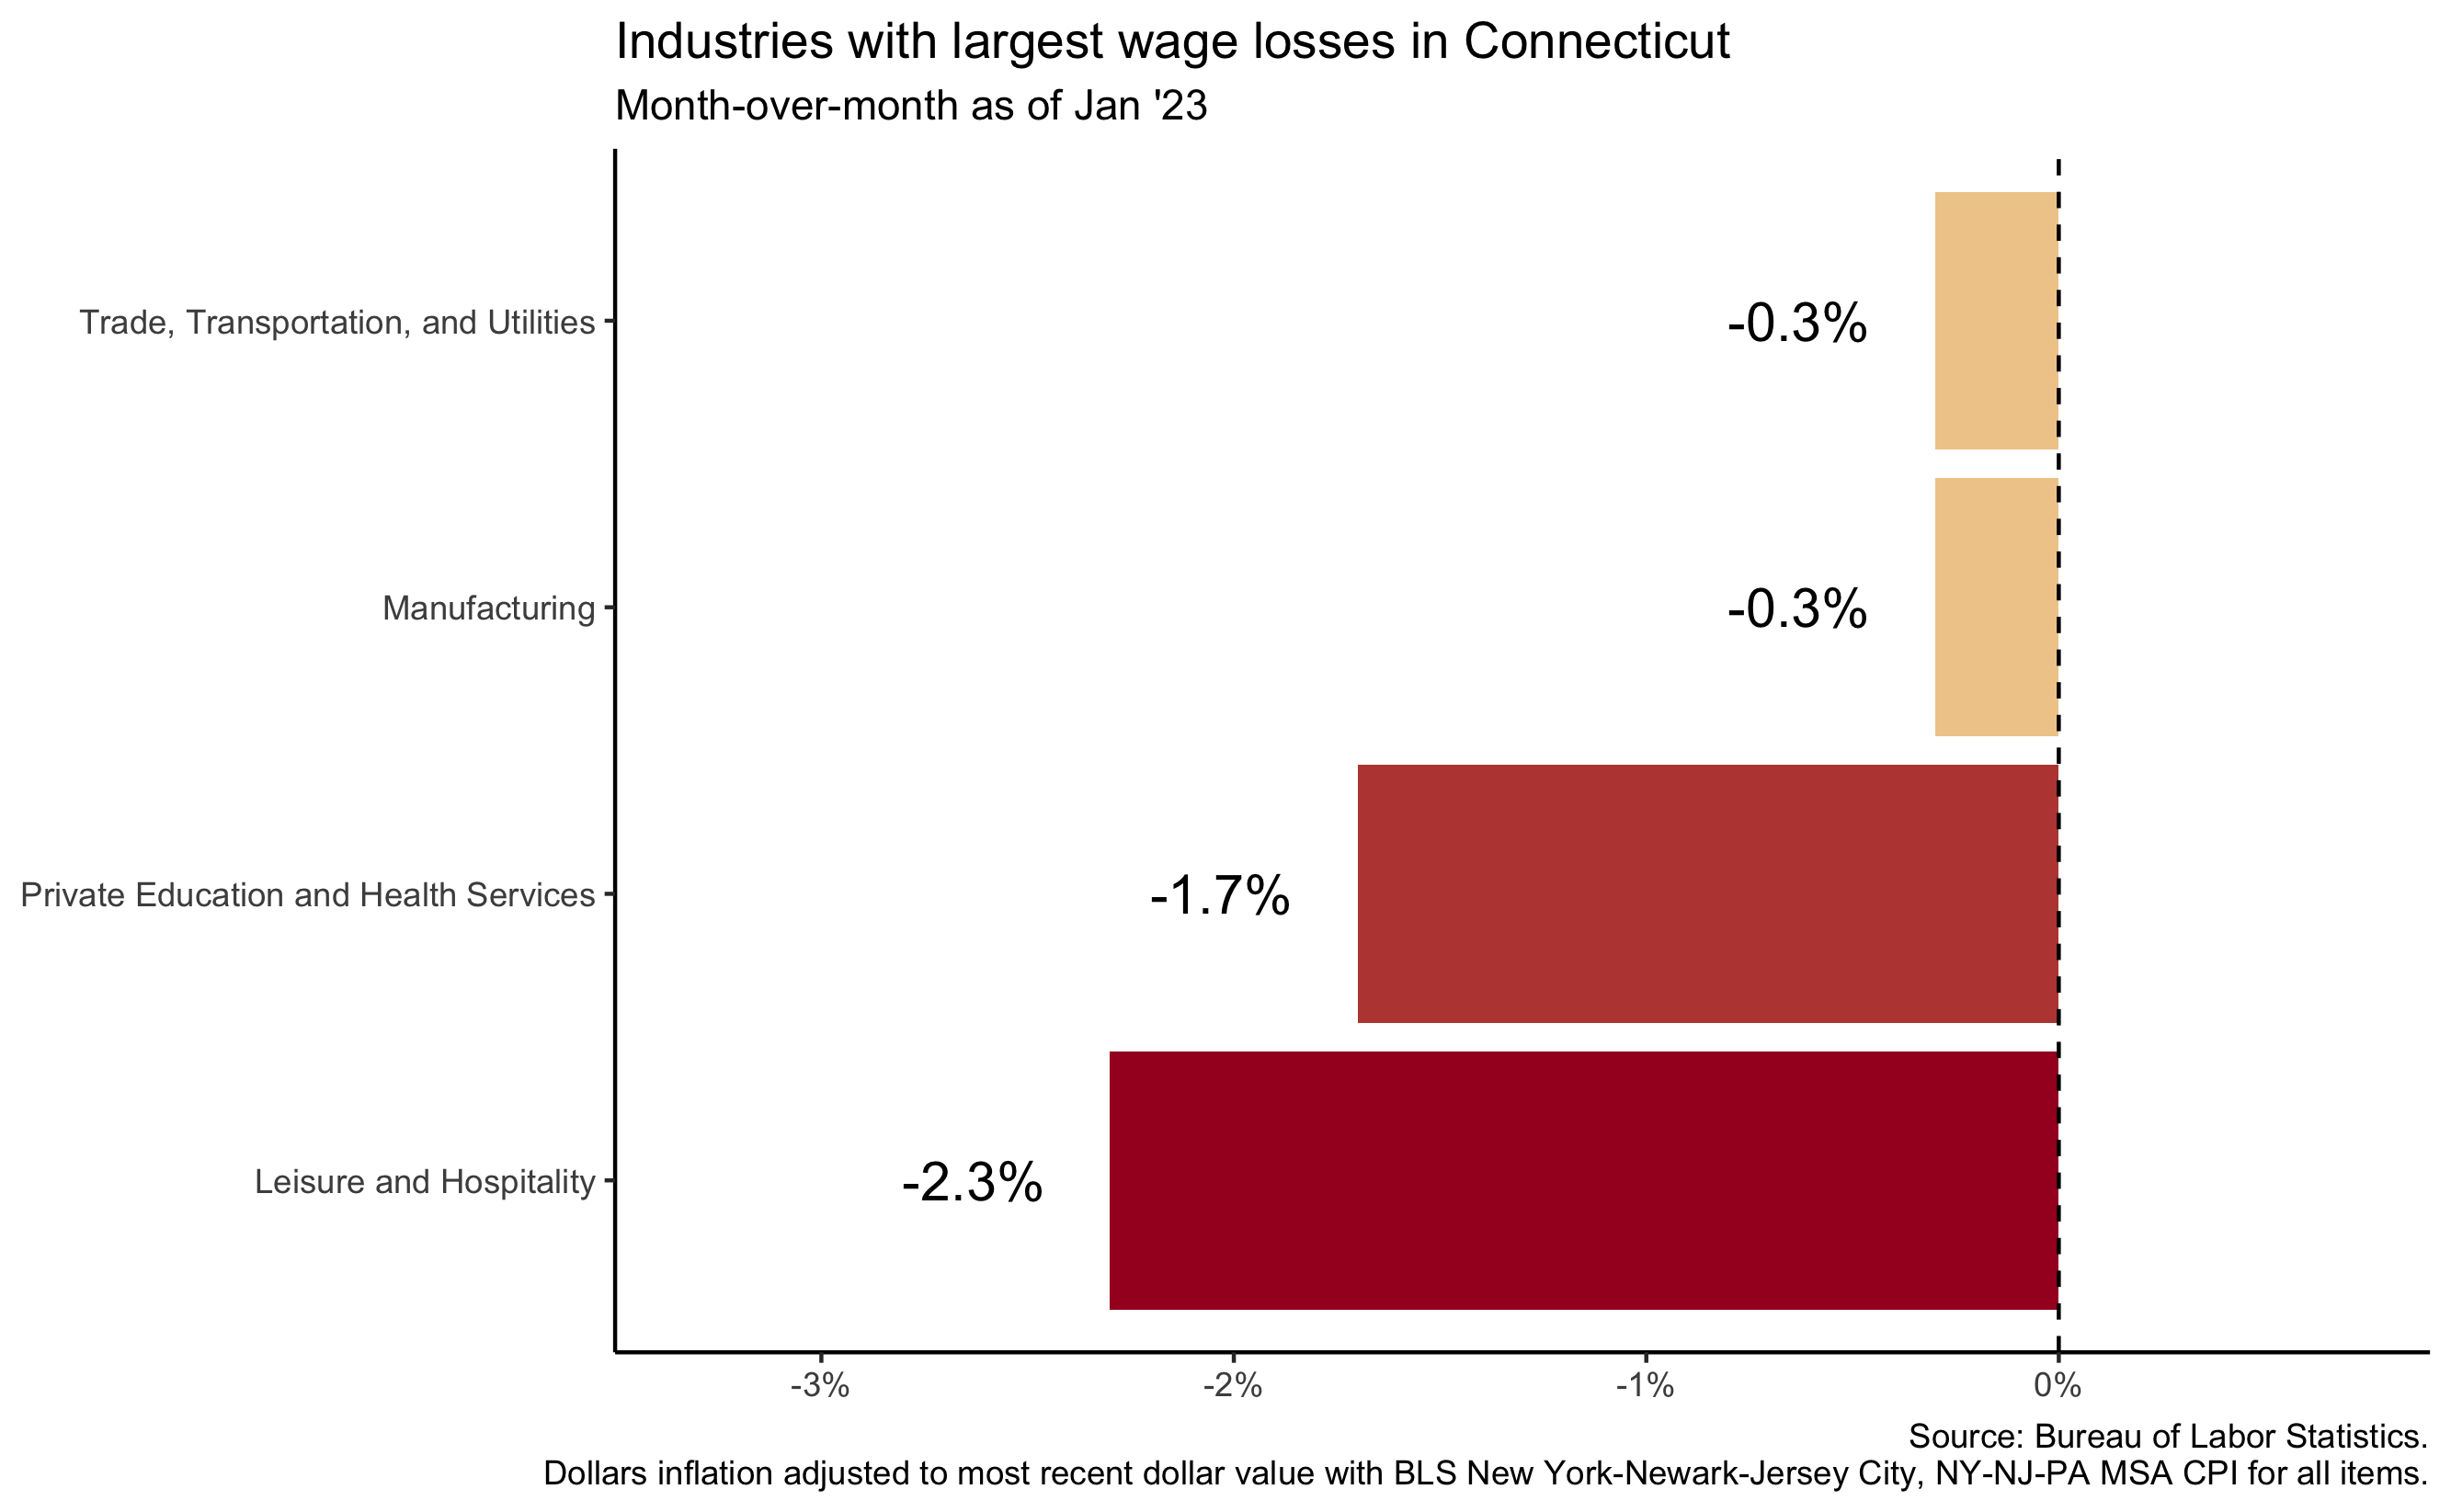 Industries with largest wage losses in Connecticut
Month-over-month as of Jan '23
Trade, Transportation, and Utilities
-0.3%
Manufacturing
-0.3%
Private Education and Health Services
-1.7%
Leisure and Hospitality
-2.3%
-3%
-2%
-1%
0%
Source: Bureau of Labor Statistics.
Dollars inflation adjusted to most recent dollar value with BLS New York-Newark-Jersey City, NY-NJ-PA MSA CPI for all items.